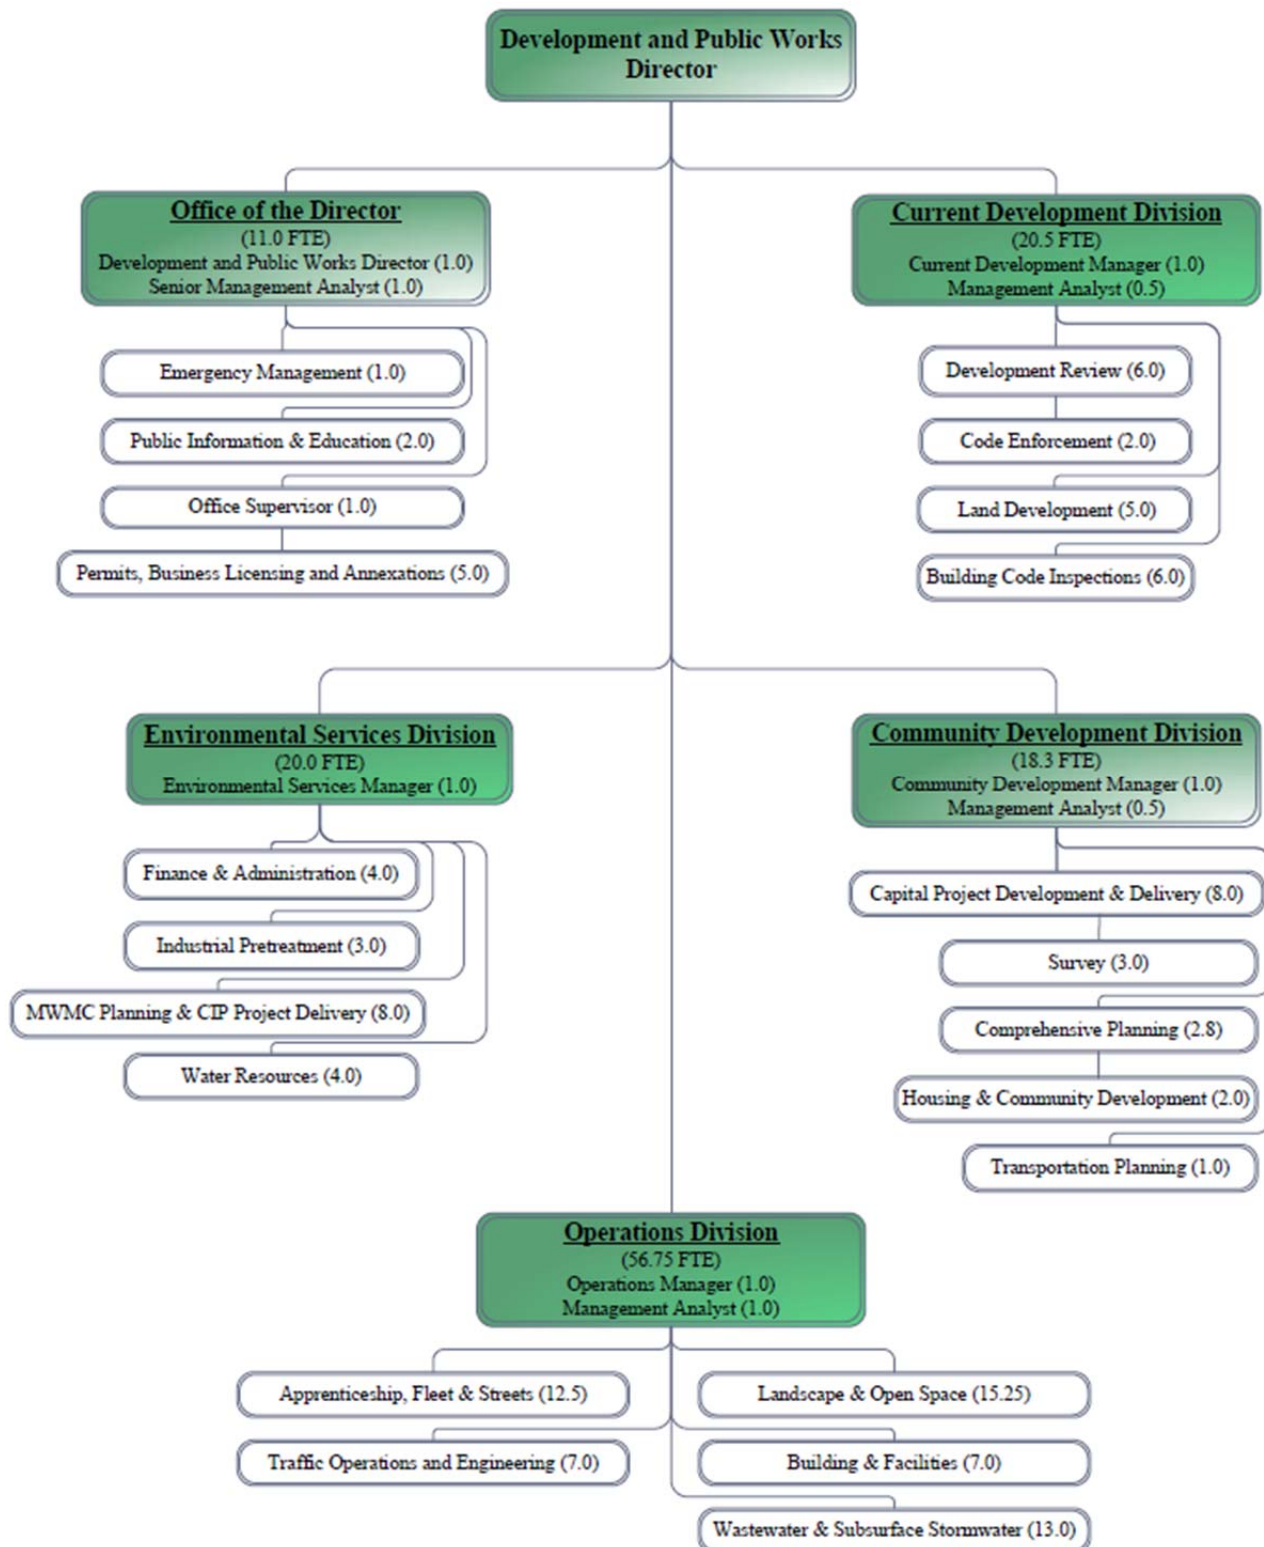 Development and Public Works
Director
Office of the Director
(11.0 FTE)
Development and Public Works Director (1.0)
Senior Management Analyst (1.0)
Emergency Management (1.0)
Public Information & Education (2.0)
Office Supervisor (1.0)
Permits, Business Licensing and Annexations (5.0)
Current Development Division
(20.5 FTE)
Current Development Manager (1.0)
Management Analyst (0.5)
Development Review (6.0)
Code Enforcement (2.0)
Land Development (5.0)
Building Code Inspections (6.0)
Environmental Services Division
(20.0 FTE)
Environmental Services Manager (1.0)
Finance & Administration (4.0)
Industrial Pretreatment (3.0)
MWMC Planning & CIP Project Delivery (8.0)
Water Resources (4.0)
Community Development Division
(18.3 FTE)
Community Development Manager (1.0)
Management Analyst (0.5)
Capital Project Development & Delivery (8.0)
Survey (3.0)
Comprehensive Planning (2.8)
Housing & Community Development (2.0)
Transportation Planning (1.0)
Operations Division
(56.75 FTE)
Operations Manager (1.0)
Management Analyst (1.0)
Apprenticeship, Fleet & Streets (12.5)
Landscape & Open Space (15.25)
Traffic Operations and Engineering (7.0)
Building & Facilities (7.0)
Wastewater & Subsurface Stormwater (13.0)